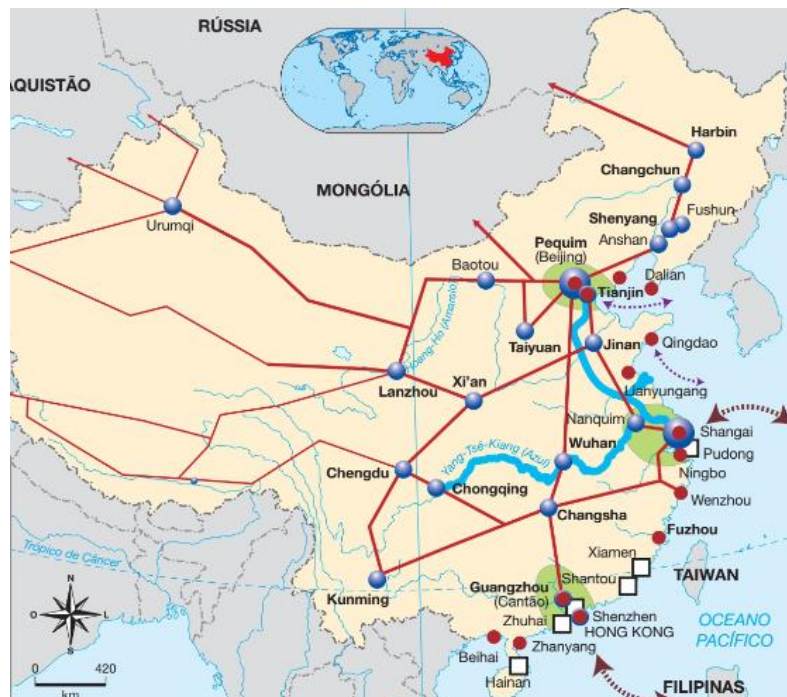 RÚSSIA
AQUISTÃO
MONGÓLIA
Harbin
Changchun
Fushun
Shenyang
Anshan
Urumqi
Pequim
(Beijing)
Baotou
Dalian
Tianjin
Hoang-Ho (Amarelo)
Taiyuan
Jinan
Qingdao
Lanzhou
Xi'an
Lianyungang
Nanquim
Shangai
Pudong
Wuhan
Yang-Tsé-Kiang (Azul)
Chengdu
Chongqing
Ningbo
Wenzhou
Changsha
Fuzhou
Trópico de Câncer
Xiamen
TAIWAN
Kunming
Guangzhou
(Cantão)
Shantou
Shenzhen
Zhuhai
HONG KONG
OCEANO
PACÍFICO
N
O
L
S
Beihai
Zhanyang
Hainan
0
420
km
FILIPINAS